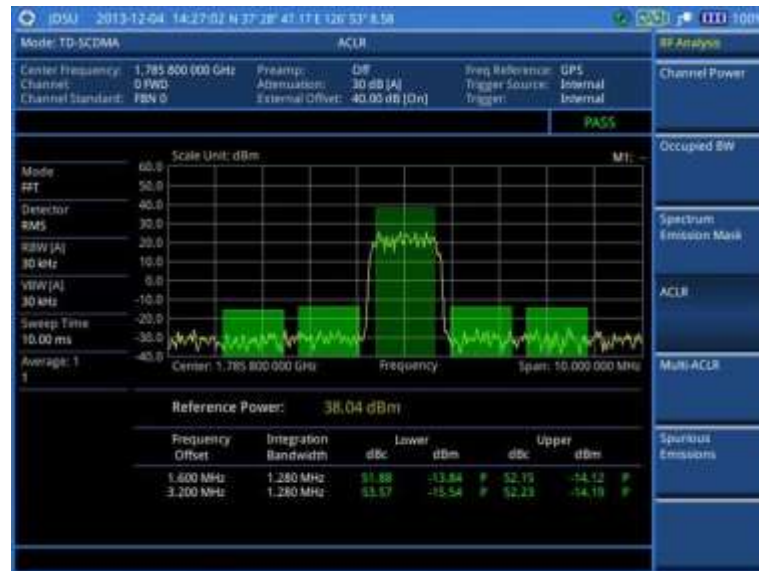 JDSU 2013-12-04 14:27:02 N 37° 28' 47.17 E 126° 53' 8.58 100%
Mode: TD-SCDMA ACLR RF Analysis
Center Frequency: 1,785 800 000 GHz Preamp: Off Freq Reference: GPS
Channel: 0 FWD Attenuation: 30 dB [A] Trigger Source: Internal
Channel Standard: FBN 0 External Offset: 40.00 dB [On] Trigger: Internal
Channel Power
PASS
Occupied BW
Scale Unit: dBm M1: --
Mode
FFT
Detector
RMS
RBW [A]
30 kHz
VBW [A]
30 kHz
Sweep Time
10.00 ms
Average: 1
1
60.0
50.0
40.0
30.0
20.0
10.0
0.0
-10.0
-20.0
-30.0
-40.0
Center: 1.785 800 000 GHz Frequency Span: 10.000 000 MHz
Spectrum
Emission Mask
ACLR
Multi-ACLR
Spurious
Emissions
Reference Power: 38.04 dBm
Frequency Integration Lower Upper
Offset Bandwidth dBc dBm dBc dBm
1.600 MHz 1.280 MHz 51.88 -13.84 P 52.15 -14.12 P
3.200 MHz 1.280 MHz 53.57 -15.54 P 52.23 -14.19 P